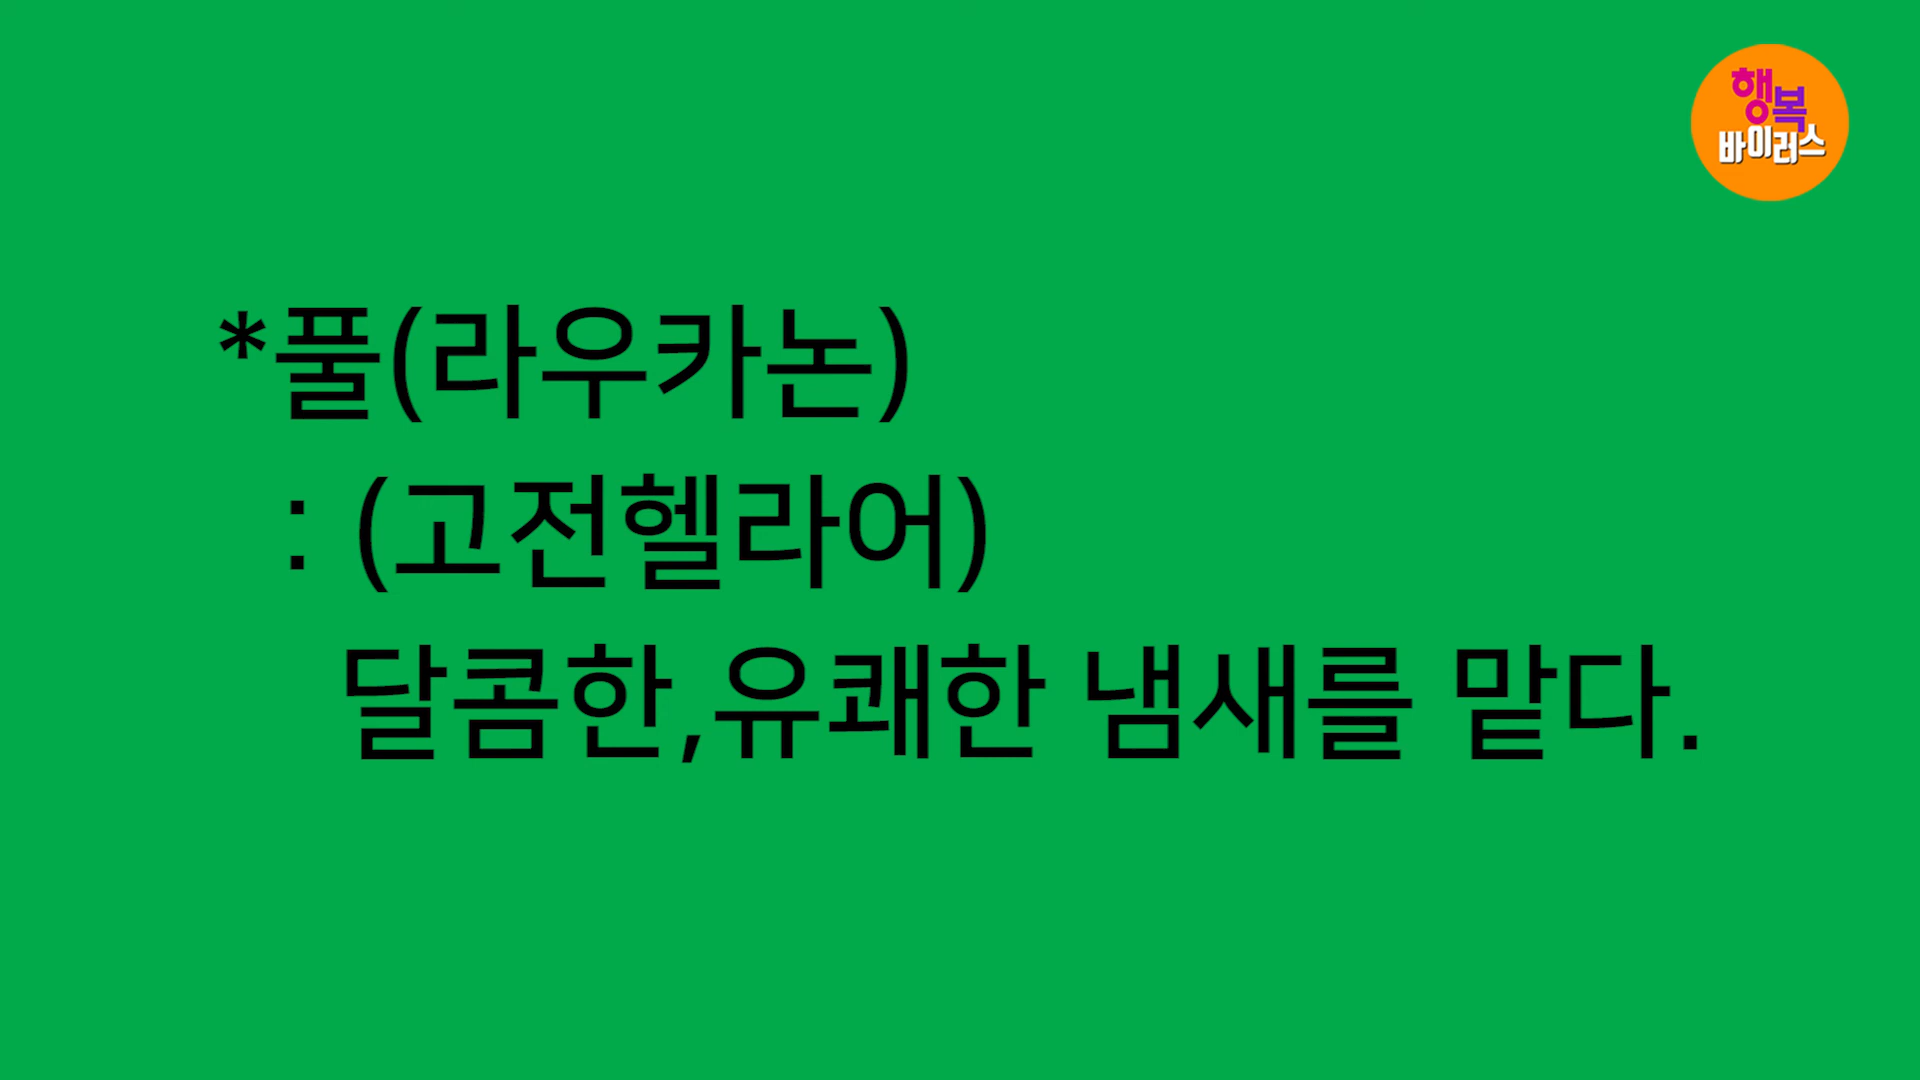 행복
바이러스
*풀(라우카논)
: (고전헬라어)
달콤한,유쾌한 냄새를 맡다.